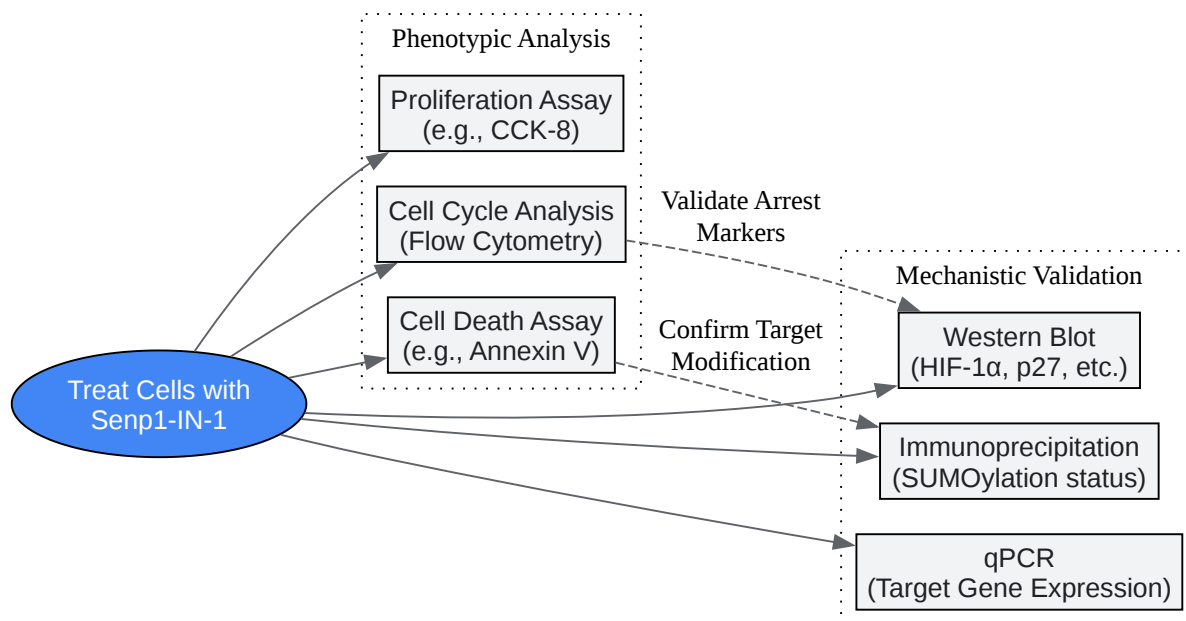 Phenotypic Analysis
Proliferation Assay
(e.g., CCK-8)
Cell Cycle Analysis
(Flow Cytometry)
Cell Death Assay
(e.g., Annexin V)
Treat Cells with
Senp1-IN-1
Validate Arrest
Markers
Confirm Target
Modification
Mechanistic Validation
Western Blot
(HIF-1α, p27, etc.)
Immunoprecipitation
(SUMOylation status)
qPCR
(Target Gene Expression)